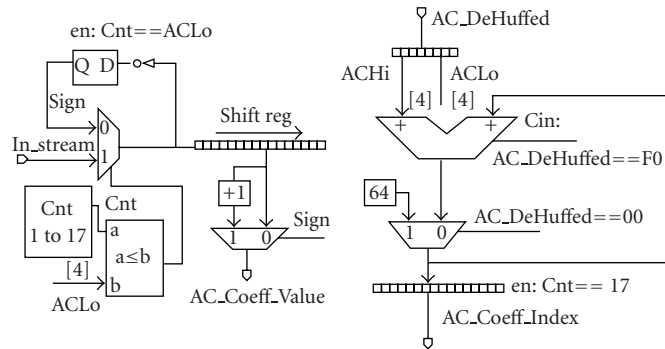 en: Cnt==ACLo
Q D
Sign
0
In_stream
1
Shift reg
Cnt
1 to 17
Cnt
a
a≤b
b
[4]
ACLo
+1
1 0
Sign
AC_Coeff_Value
AC_DeHuffed
ACHi
ACLo
[4] [4]
+ +
Cin:
AC_DeHuffed==F0
64
1 0
AC_DeHuffed==00
en: Cnt== 17
AC_Coeff_Index